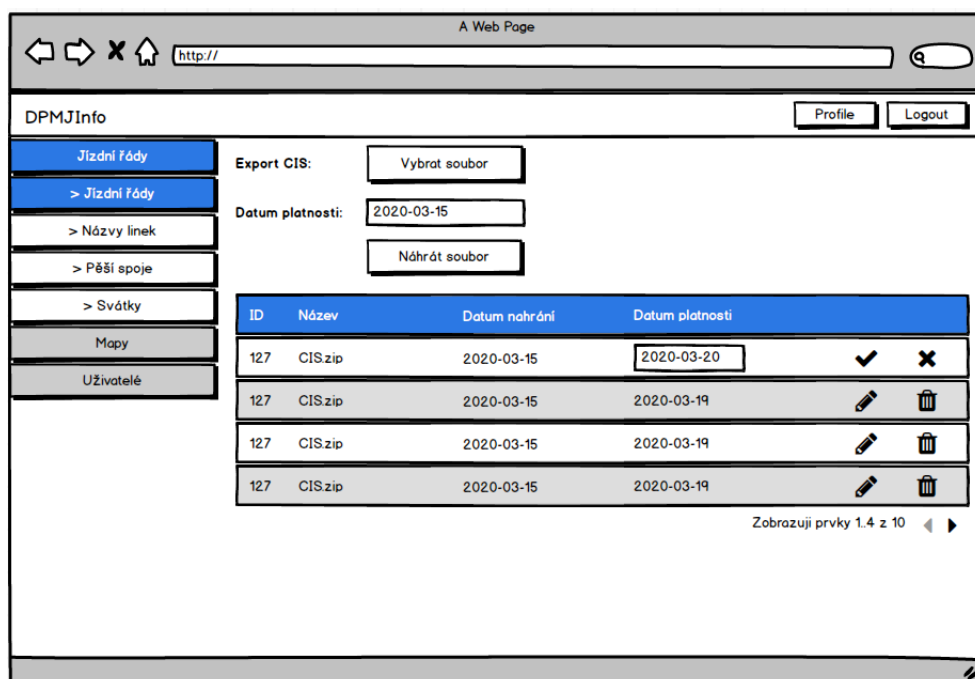 A Web Page
http://
DPMJInfo
Profile
Logout
Jízdní řády
> Jízdní řády
> Názvy linek
> Pěší spoje
> Svátky
Mapy
Uživatelé
Export CIS:
Vybrat soubor
Datum platnosti:
2020-03-15
Náhrát soubor
ID Název Datum nahrání Datum platnosti
127 CIS.zip 2020-03-15 2020-03-20
127 CIS.zip 2020-03-15 2020-03-19
127 CIS.zip 2020-03-15 2020-03-19
127 CIS.zip 2020-03-15 2020-03-19
Zobrazuji prvky 1..4 z 10